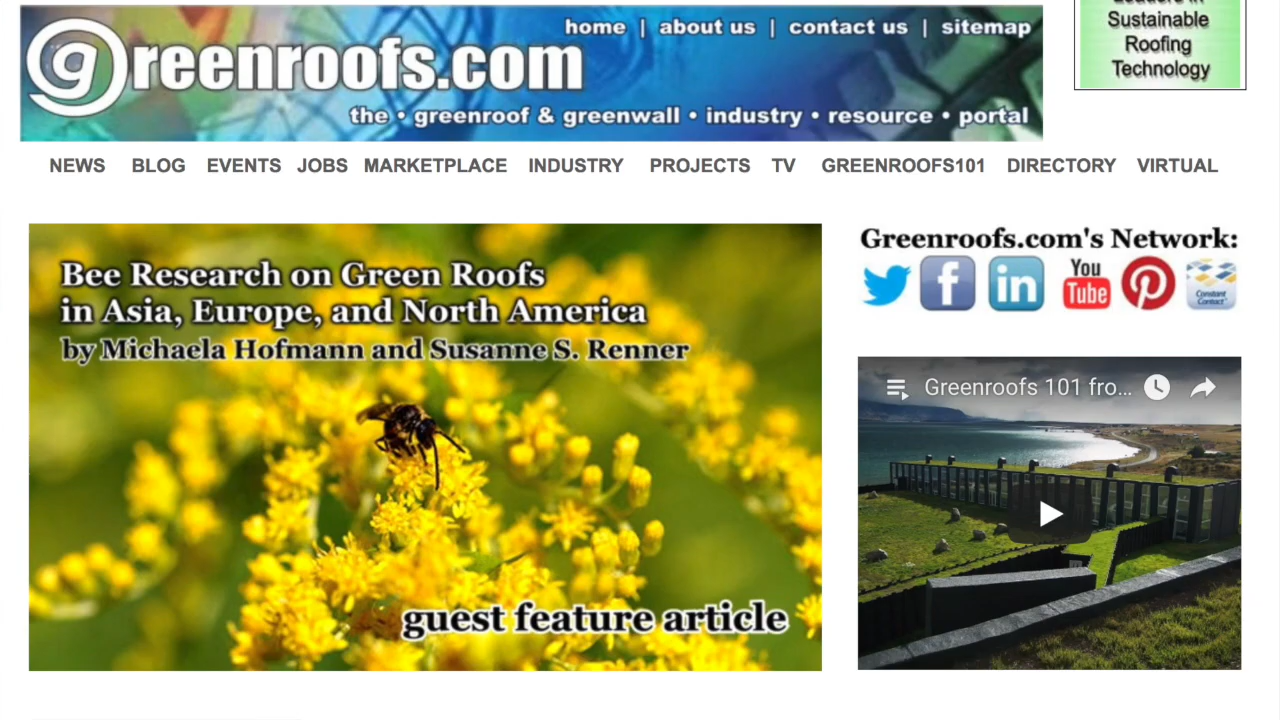 home | about us | contact us | sitemap
greenroofs.com
the • greenroof & greenwall • industry • resource • portal
Leaders in
Sustainable
Roofing
Technology
NEWS BLOG EVENTS JOBS MARKETPLACE INDUSTRY PROJECTS TV GREENROOFS101 DIRECTORY VIRTUAL
Bee Research on Green Roofs
in Asia, Europe, and North America
by Michaela Hofmann and Susanne S. Renner
guest feature article
Greenroofs.com's Network:
You
Tube
Constant
Contact
Greenroofs 101 fro...